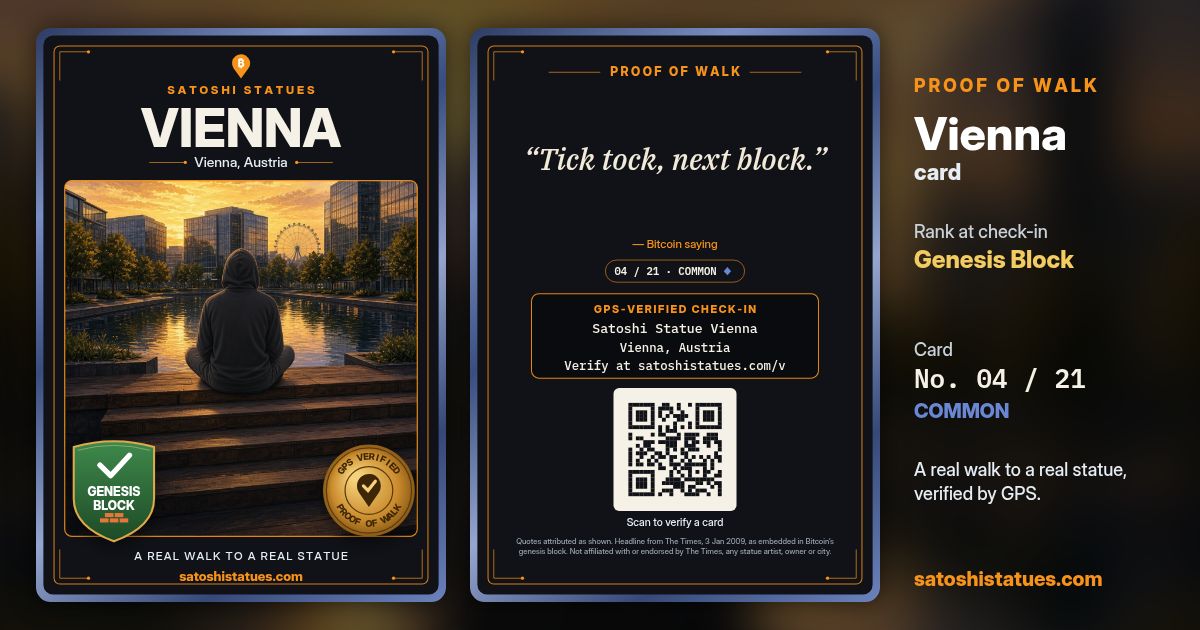 ₿
SATOSHI STATUES
VIENNA
Vienna, Austria
GENESIS
BLOCK
GPS VERIFIED
PROOF OF WALK
A REAL WALK TO A REAL STATUE
satoshistatues.com
PROOF OF WALK
“Tick tock, next block.”
— Bitcoin saying
04 / 21 · COMMON
GPS-VERIFIED CHECK-IN
Satoshi Statue Vienna
Vienna, Austria
Verify at satoshistatues.com/v
Scan to verify a card
Quotes attributed as shown. Headline from The Times, 3 Jan 2009, as embedded in Bitcoin's
genesis block. Not affiliated with or endorsed by The Times, any statue artist, owner or city.
PROOF OF WALK
Vienna
card
Rank at check-in
Genesis Block
Card
No. 04 / 21
COMMON
A real walk to a real statue,
verified by GPS.
satoshistatues.com